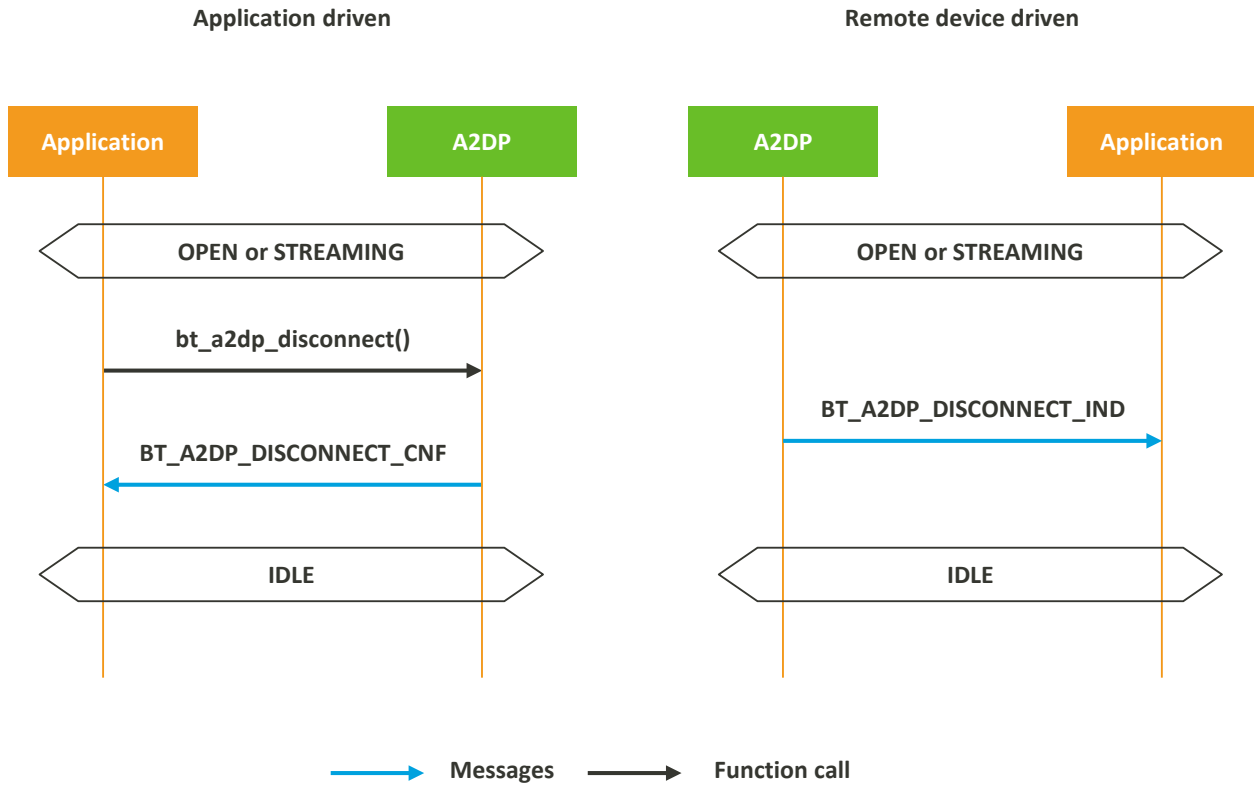 Application driven
Remote device driven
Application
A2DP
A2DP
Application
OPEN or STREAMING
OPEN or STREAMING
bt_a2dp_disconnect()
BT_A2DP_DISCONNECT_IND
BT_A2DP_DISCONNECT_CNF
IDLE
IDLE
Messages
Function call